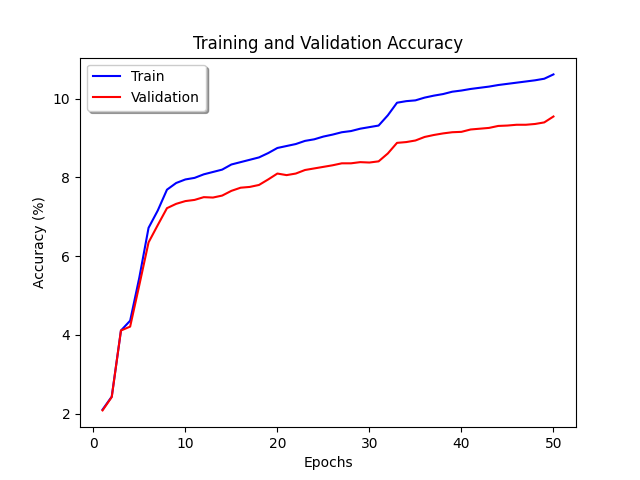 Training and Validation Accuracy
Train
Validation
Accuracy (%)
10
8
6
4
2
0 10 20 30 40 50
Epochs